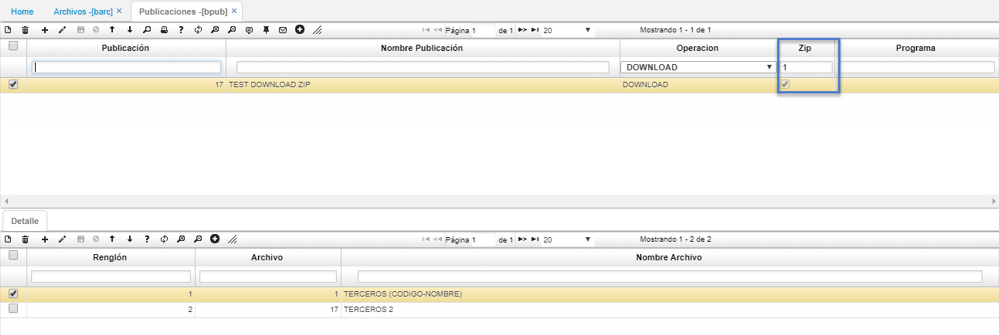 Home Archivos -[barc] × Publicaciones -[bpub] ×
Página 1 de 1 20 Mostrando 1 - 1 de 1
Publicación Nombre Publicación Operacion Zip Programa
DOWNLOAD 1
17 TEST DOWNLOAD ZIP DOWNLOAD
Detalle
Página 1 de 1 20 Mostrando 1 - 2 de 2
Renglón Archivo Nombre Archivo
1 1 TERCEROS (CODIGO-NOMBRE)
2 17 TERCEROS 2